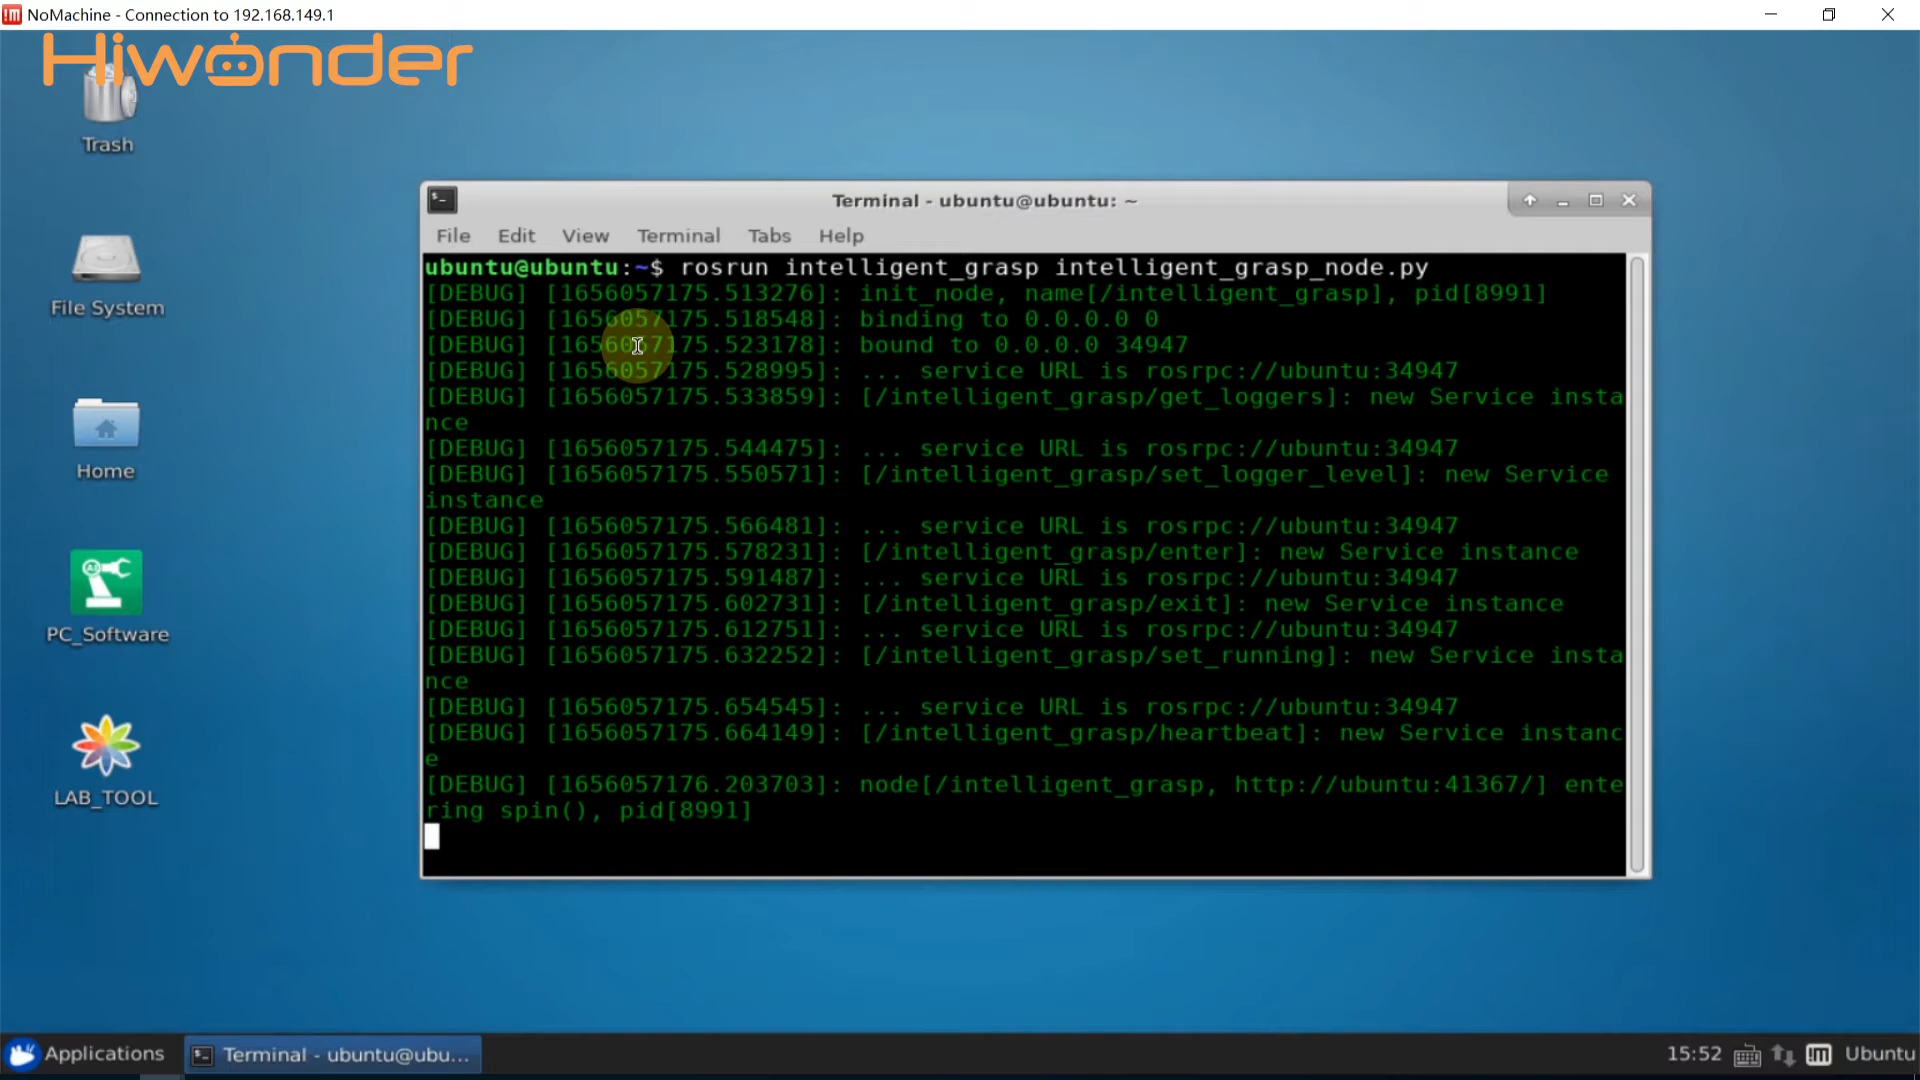 NoMachine - Connection to 192.168.149.1
Hiwonder
Trash
File System
Home
PC_Software
LAB_TOOL
Terminal - ubuntu@ubuntu: ~
File Edit View Terminal Tabs Help
ubuntu@ubuntu:~$ rosrun intelligent_grasp intelligent_grasp_node.py
[DEBUG] [1656057175.513276]: init_node, name[/intelligent_grasp], pid[8991]
[DEBUG] [1656057175.518548]: binding to 0.0.0.0 0
[DEBUG] [1656057175.523178]: bound to 0.0.0.0 34947
[DEBUG] [1656057175.528995]: ... service URL is rosrpc://ubuntu:34947
[DEBUG] [1656057175.533859]: [/intelligent_grasp/get_loggers]: new Service insta
nce
[DEBUG] [1656057175.544475]: ... service URL is rosrpc://ubuntu:34947
[DEBUG] [1656057175.550571]: [/intelligent_grasp/set_logger_level]: new Service
instance
[DEBUG] [1656057175.566481]: ... service URL is rosrpc://ubuntu:34947
[DEBUG] [1656057175.578231]: [/intelligent_grasp/enter]: new Service instance
[DEBUG] [1656057175.591487]: ... service URL is rosrpc://ubuntu:34947
[DEBUG] [1656057175.602731]: [/intelligent_grasp/exit]: new Service instance
[DEBUG] [1656057175.612751]: ... service URL is rosrpc://ubuntu:34947
[DEBUG] [1656057175.632252]: [/intelligent_grasp/set_running]: new Service insta
nce
[DEBUG] [1656057175.654545]: ... service URL is rosrpc://ubuntu:34947
[DEBUG] [1656057175.664149]: [/intelligent_grasp/heartbeat]: new Service instanc
e
[DEBUG] [1656057176.203703]: node[/intelligent_grasp, http://ubuntu:41367/] ente
ring spin(), pid[8991]
Applications
Terminal - ubuntu@ubu...
15:52
Ubuntu